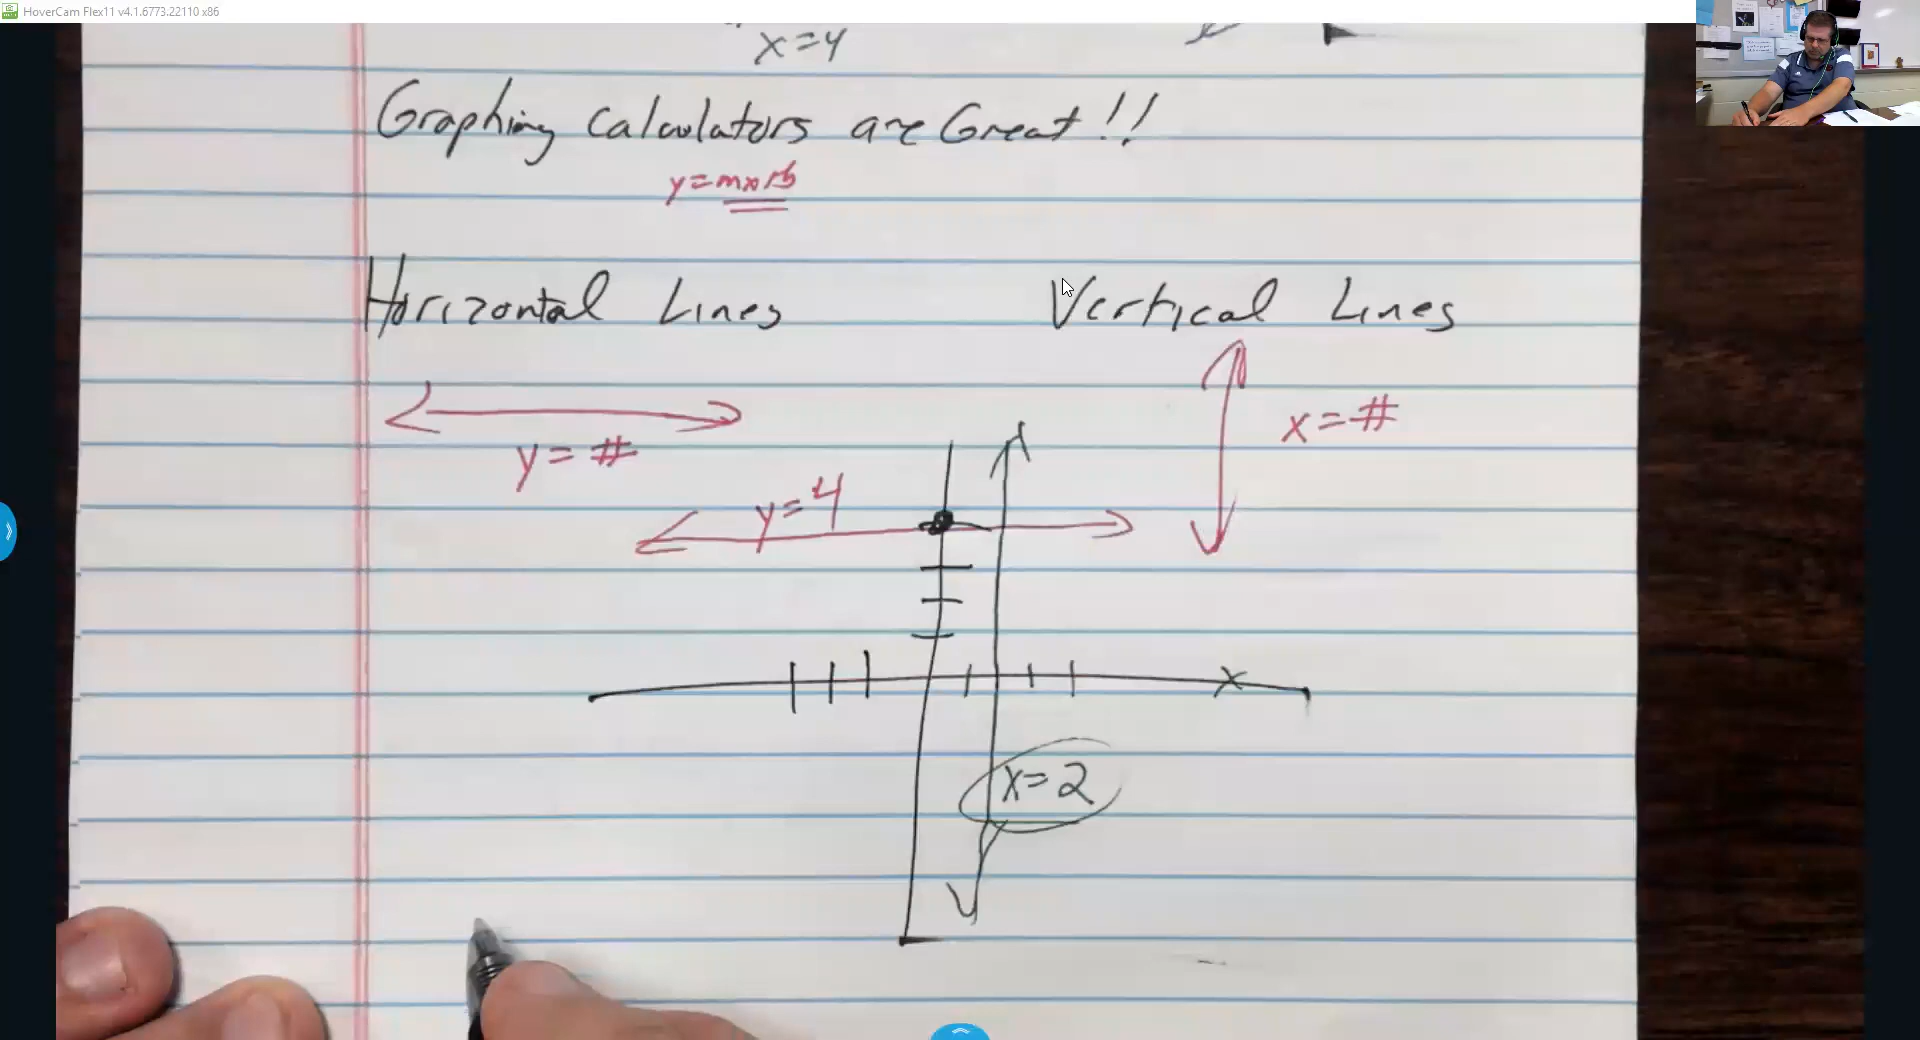 HoverCam Flex11 v4.1.6773.22110 x86
x=4
Graphing Calculators are Great!!
y=mx+b
Horizontal Lines Vertical Lines
y=# x=#
y=4
x
x=2